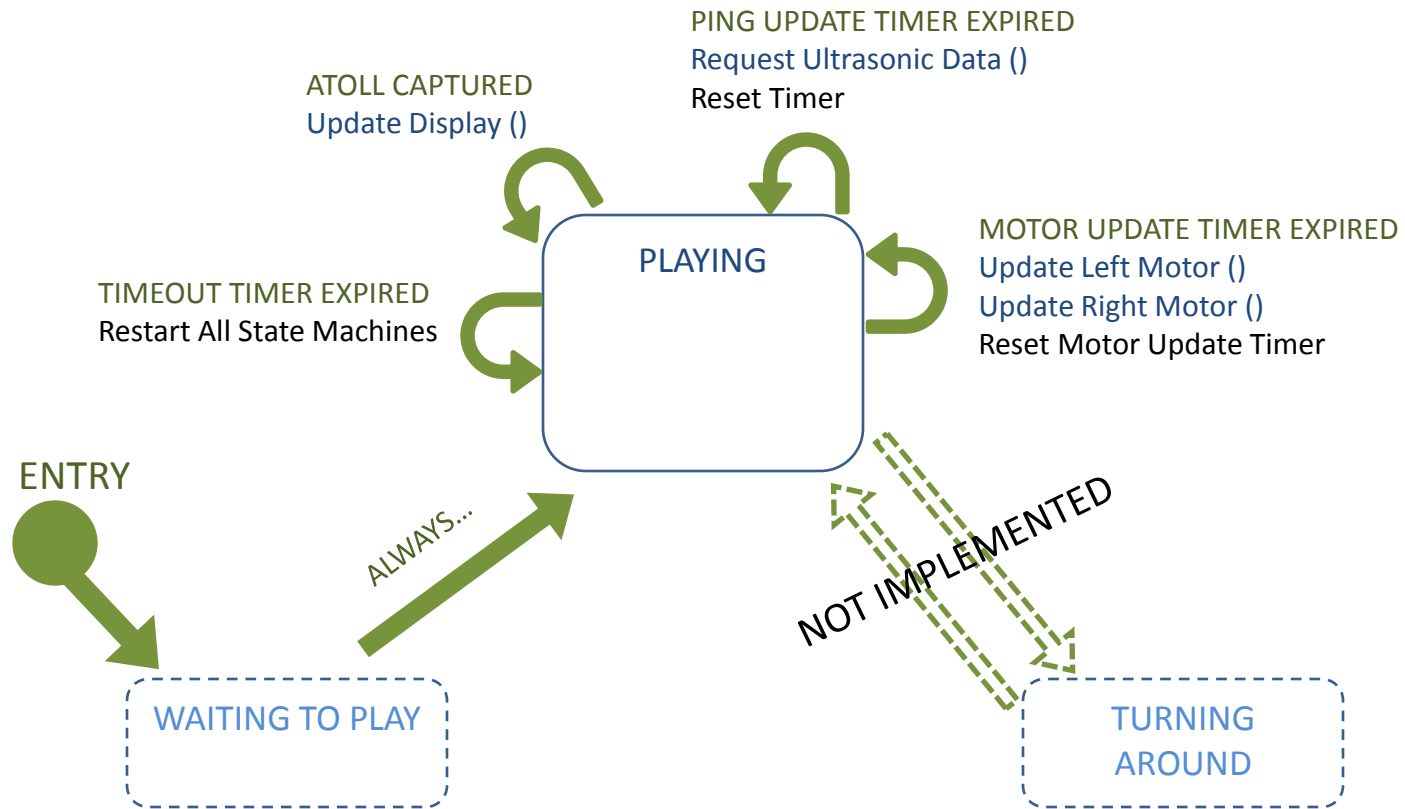 PING UPDATE TIMER EXPIRED
Request Ultrasonic Data ()
Reset Timer
ATOLL CAPTURED
Update Display ()
MOTOR UPDATE TIMER EXPIRED
Update Left Motor ()
Update Right Motor ()
Reset Motor Update Timer
PLAYING
TIMEOUT TIMER EXPIRED
Restart All State Machines
ENTRY
ALWAYS...
NOT IMPLEMENTED
WAITING TO PLAY
TURNING
AROUND